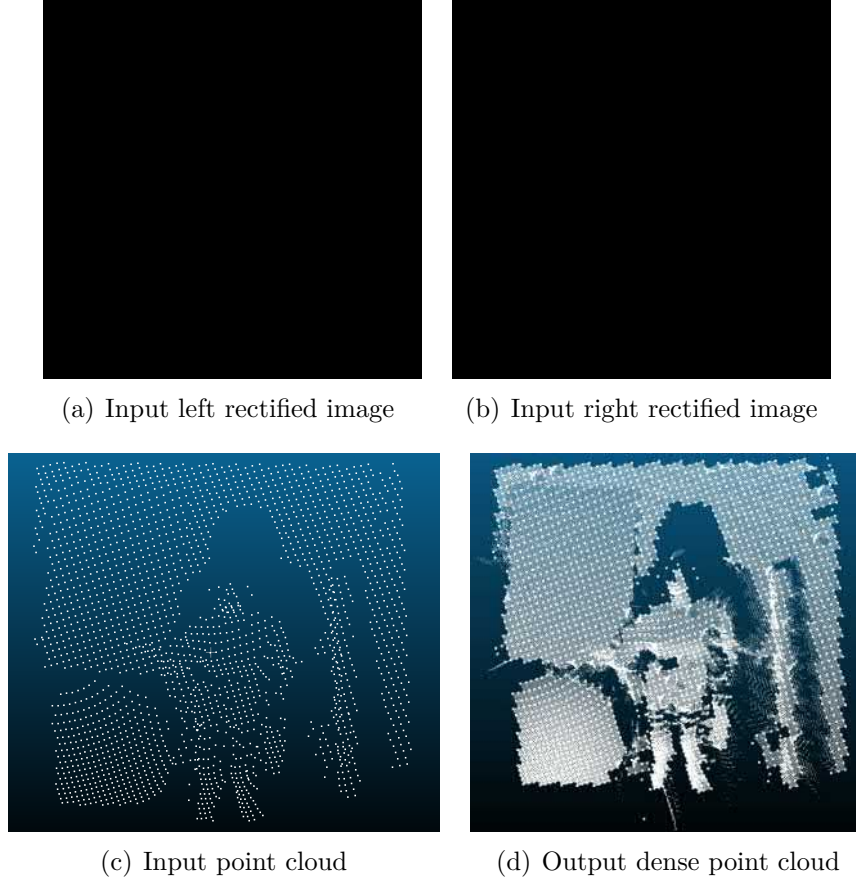 (a) Input left rectified image
(b) Input right rectified image
(c) Input point cloud
(d) Output dense point cloud